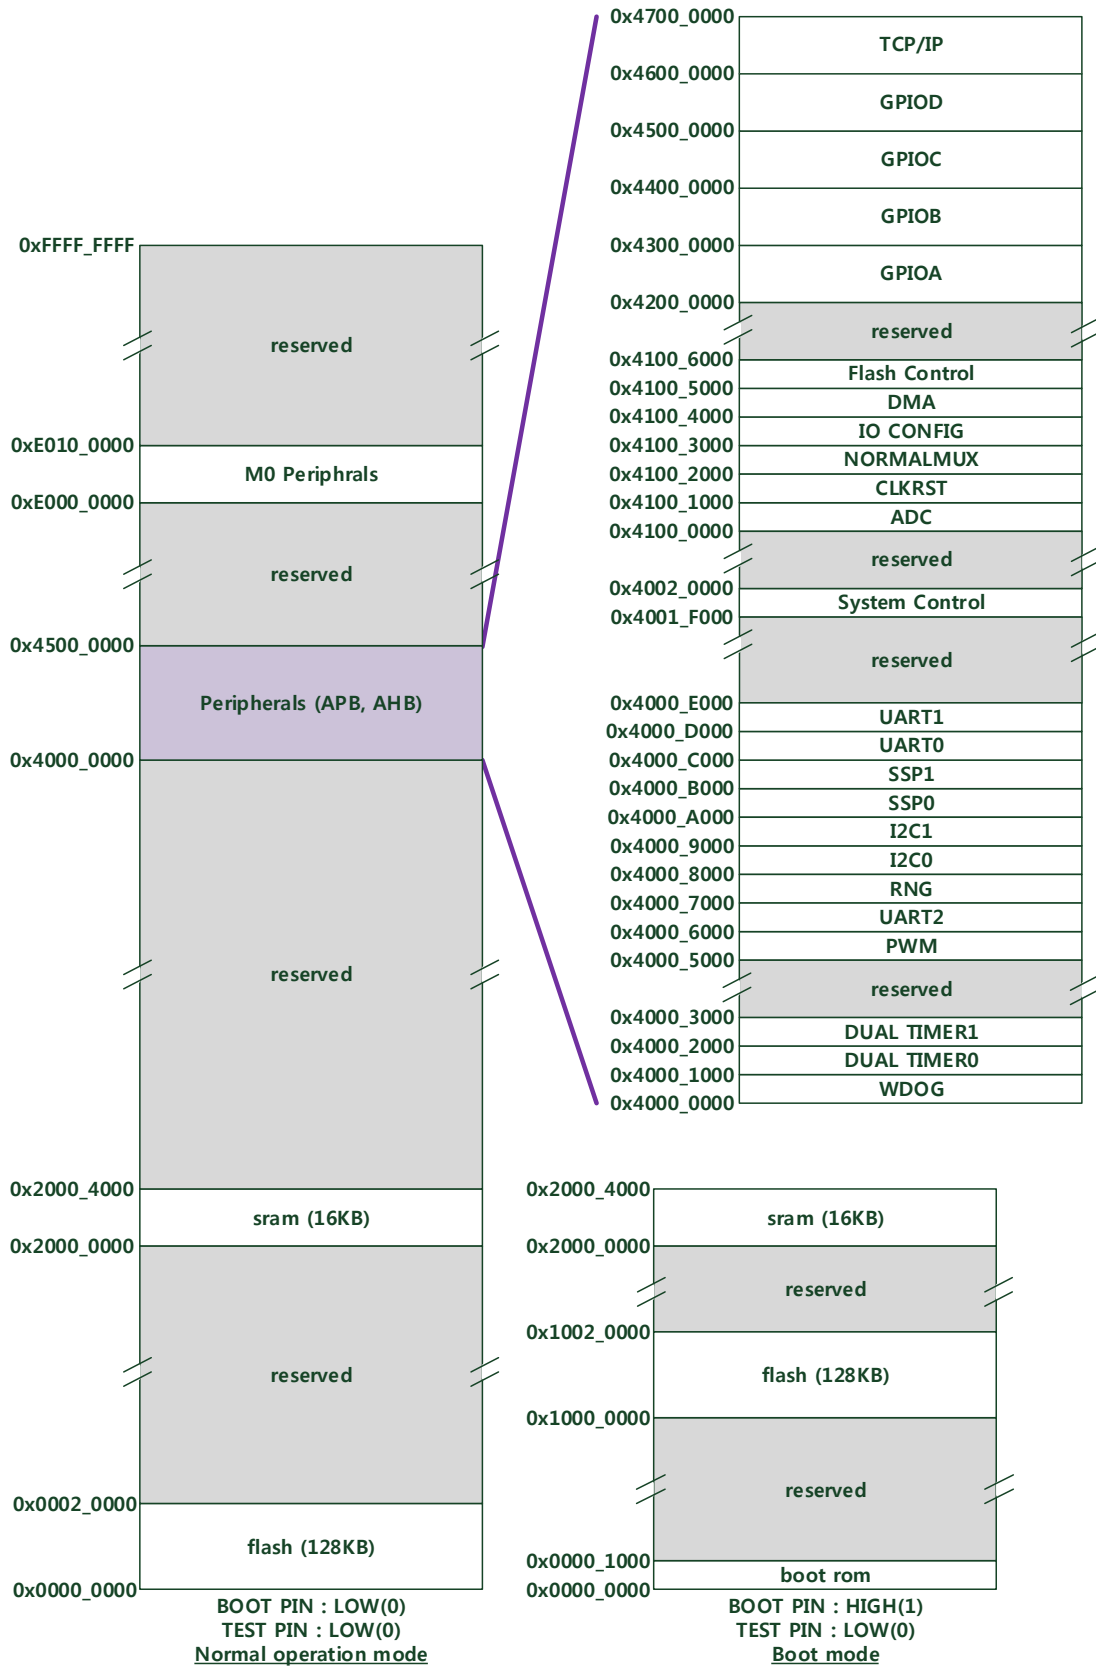 0xFFFF_FFFF
reserved
0xE010_0000
M0 Periphrals
0xE000_0000
reserved
0x4500_0000
Peripherals (APB, AHB)
0x4000_0000
reserved
0x2000_4000
sram (16KB)
0x2000_0000
reserved
0x0002_0000
flash (128KB)
0x0000_0000
BOOT PIN : LOW(0)
TEST PIN : LOW(0)
Normal operation mode
0x4700_0000
TCP/IP
0x4600_0000
GPIOD
0x4500_0000
GPIOC
0x4400_0000
GPIOB
0x4300_0000
GPIOA
0x4200_0000
reserved
0x4100_6000
Flash Control
0x4100_5000
DMA
0x4100_4000
IO CONFIG
0x4100_3000
NORMALMUX
0x4100_2000
CLKRST
0x4100_1000
ADC
0x4100_0000
reserved
0x4002_0000
System Control
0x4001_F000
reserved
0x4000_E000
UART1
0x4000_D000
UART0
0x4000_C000
SSP1
0x4000_B000
SSP0
0x4000_A000
I2C1
0x4000_9000
I2C0
0x4000_8000
RNG
0x4000_7000
UART2
0x4000_6000
PWM
0x4000_5000
reserved
0x4000_3000
DUAL TIMER1
0x4000_2000
DUAL TIMER0
0x4000_1000
WDOG
0x4000_0000
0x2000_4000
sram (16KB)
0x2000_0000
reserved
0x1002_0000
flash (128KB)
0x1000_0000
reserved
0x0000_1000
boot rom
0x0000_0000
BOOT PIN : HIGH(1)
TEST PIN : LOW(0)
Boot mode